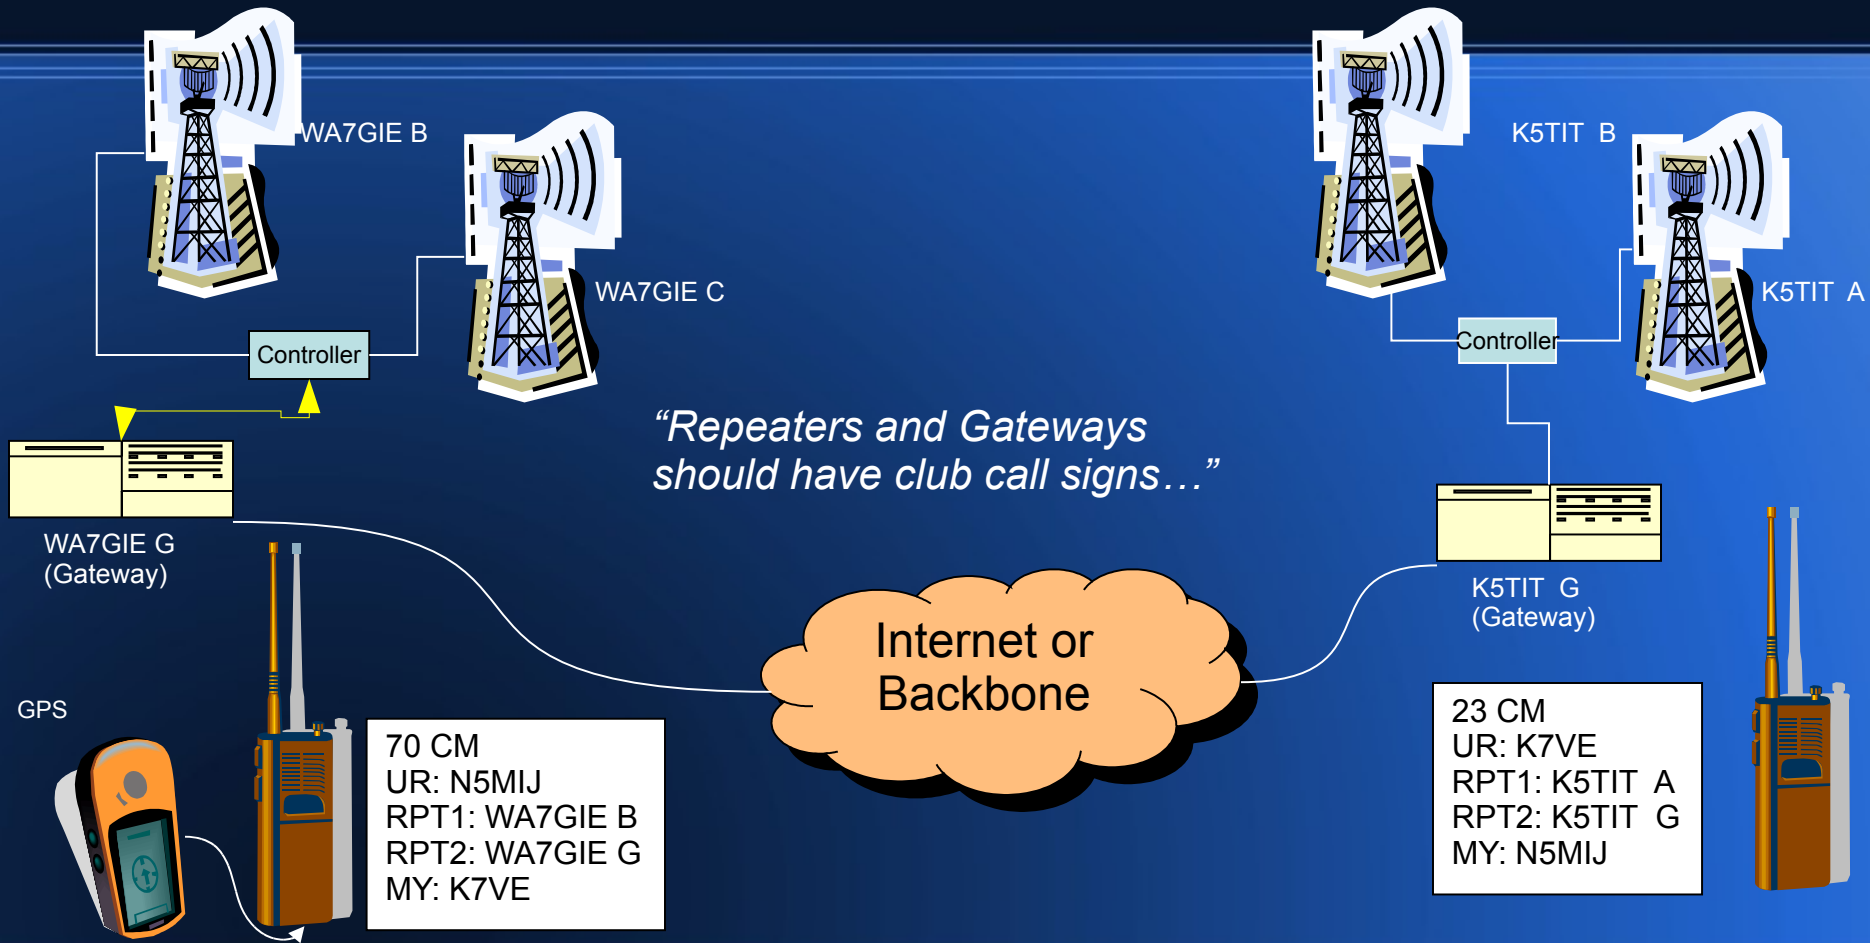 WA7GIE B
WA7GIE C
Controller
WA7GIE G
(Gateway)
GPS
70 CM
UR: N5MIJ
RPT1: WA7GIE B
RPT2: WA7GIE G
MY: K7VE
“Repeaters and Gateways
should have club call signs…”
Internet or
Backbone
K5TIT  B
K5TIT  A
Controller
K5TIT  G
(Gateway)
23 CM
UR: K7VE
RPT1: K5TIT  A
RPT2: K5TIT  G
MY: N5MIJ